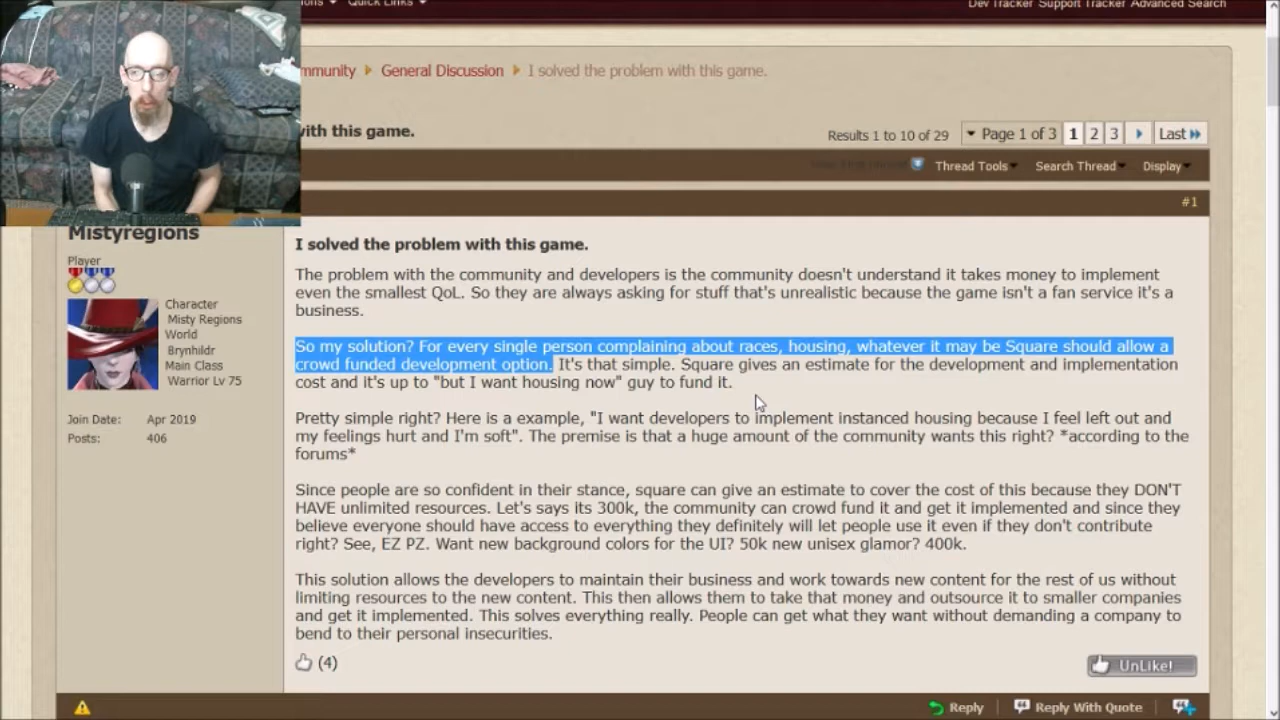 ions Quick Links
Dev Tracker Support Tracker Advanced Search
mmunity General Discussion I solved the problem with this game.
with this game.
Results 1 to 10 of 29 Page 1 of 3 1 2 3 Last
Thread Tools Search Thread Display
#1
Mistyregions
Player
Character
Misty Regions
World
Brynhildr
Main Class
Warrior Lv 75
Join Date: Apr 2019
Posts: 406
I solved the problem with this game.
The problem with the community and developers is the community doesn't understand it takes money to implement
even the smallest QoL. So they are always asking for stuff that's unrealistic because the game isn't a fan service it's a
business.
So my solution? For every single person complaining about races, housing, whatever it may be Square should allow a
crowd funded development option. It's that simple. Square gives an estimate for the development and implementation
cost and it's up to "but I want housing now" guy to fund it.
Pretty simple right? Here is a example, "I want developers to implement instanced housing because I feel left out and
my feelings hurt and I'm soft". The premise is that a huge amount of the community wants this right? *according to the
forums*
Since people are so confident in their stance, square can give an estimate to cover the cost of this because they DON'T
HAVE unlimited resources. Let's says its 300k, the community can crowd fund it and get it implemented and since they
believe everyone should have access to everything they definitely will let people use it even if they don't contribute
right? See, EZ PZ. Want new background colors for the UI? 50k new unisex glamor? 400k.
This solution allows the developers to maintain their business and work towards new content for the rest of us without
limiting resources to the new content. This then allows them to take that money and outsource it to smaller companies
and get it implemented. This solves everything really. People can get what they want without demanding a company to
bend to their personal insecurities.
(4)
UnLike!
Reply Reply With Quote